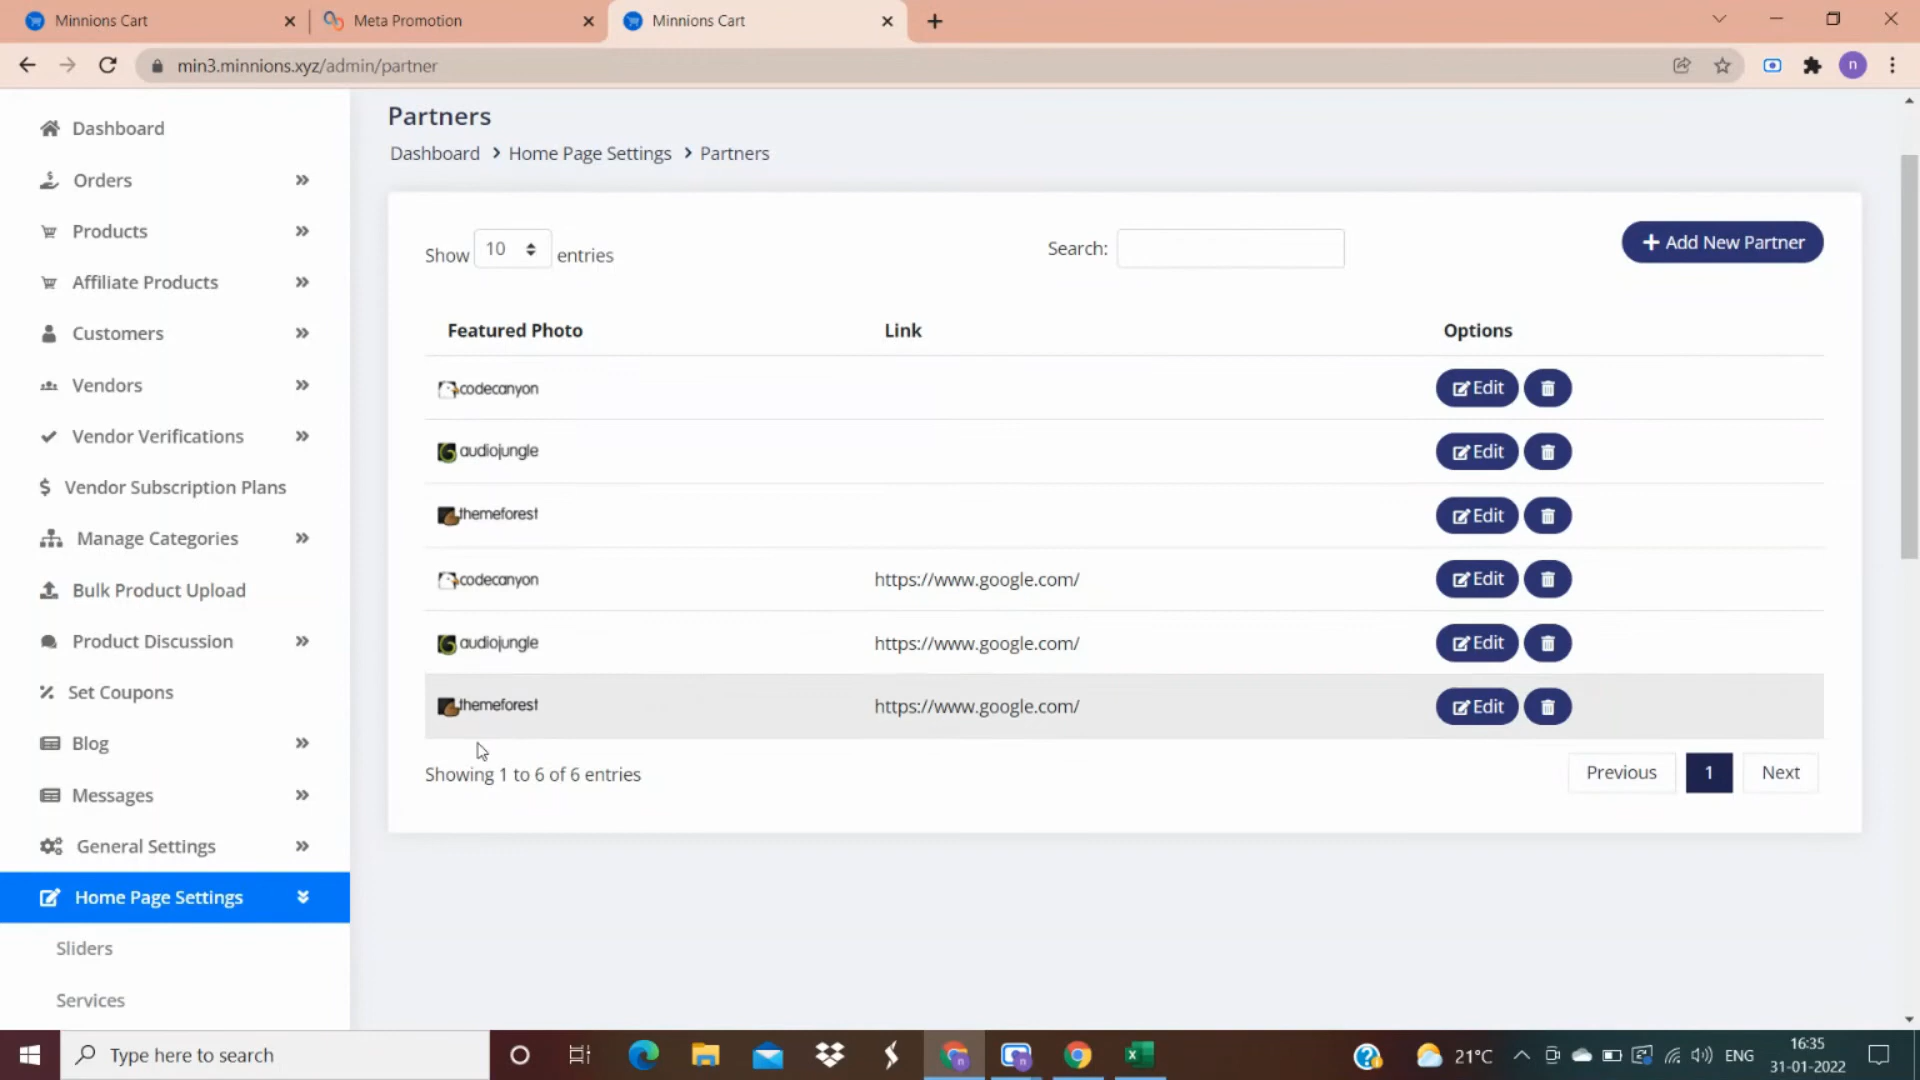 Minnions Cart
Meta Promotion
Minnions Cart
min3.minnions.xyz/admin/partner
n
Dashboard
Orders
Products
Affiliate Products
Customers
Vendors
Vendor Verifications
Vendor Subscription Plans
Manage Categories
Bulk Product Upload
Product Discussion
Set Coupons
Blog
Messages
General Settings
Home Page Settings
Sliders
Services
Partners
Dashboard > Home Page Settings > Partners
Show 10 entries
Search:
+ Add New Partner
Featured Photo Link Options
codecanyon Edit
audiojungle Edit
themeforest Edit
codecanyon https://www.google.com/ Edit
audiojungle https://www.google.com/ Edit
themeforest https://www.google.com/ Edit
Showing 1 to 6 of 6 entries
Previous 1 Next
Type here to search
21°C
ENG
16:35
31-01-2022